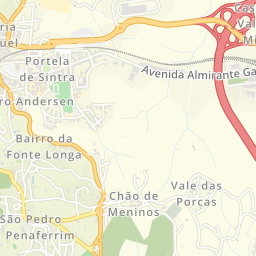 Cas
Va
Mi
ria
uel
Portela
de Sintra
Avenida Almirante Ga
ro Andersen
Bairro da
Fonte Longa
Chão de
Meninos
Vale das
Porcas
São Pedro
Penaferrim